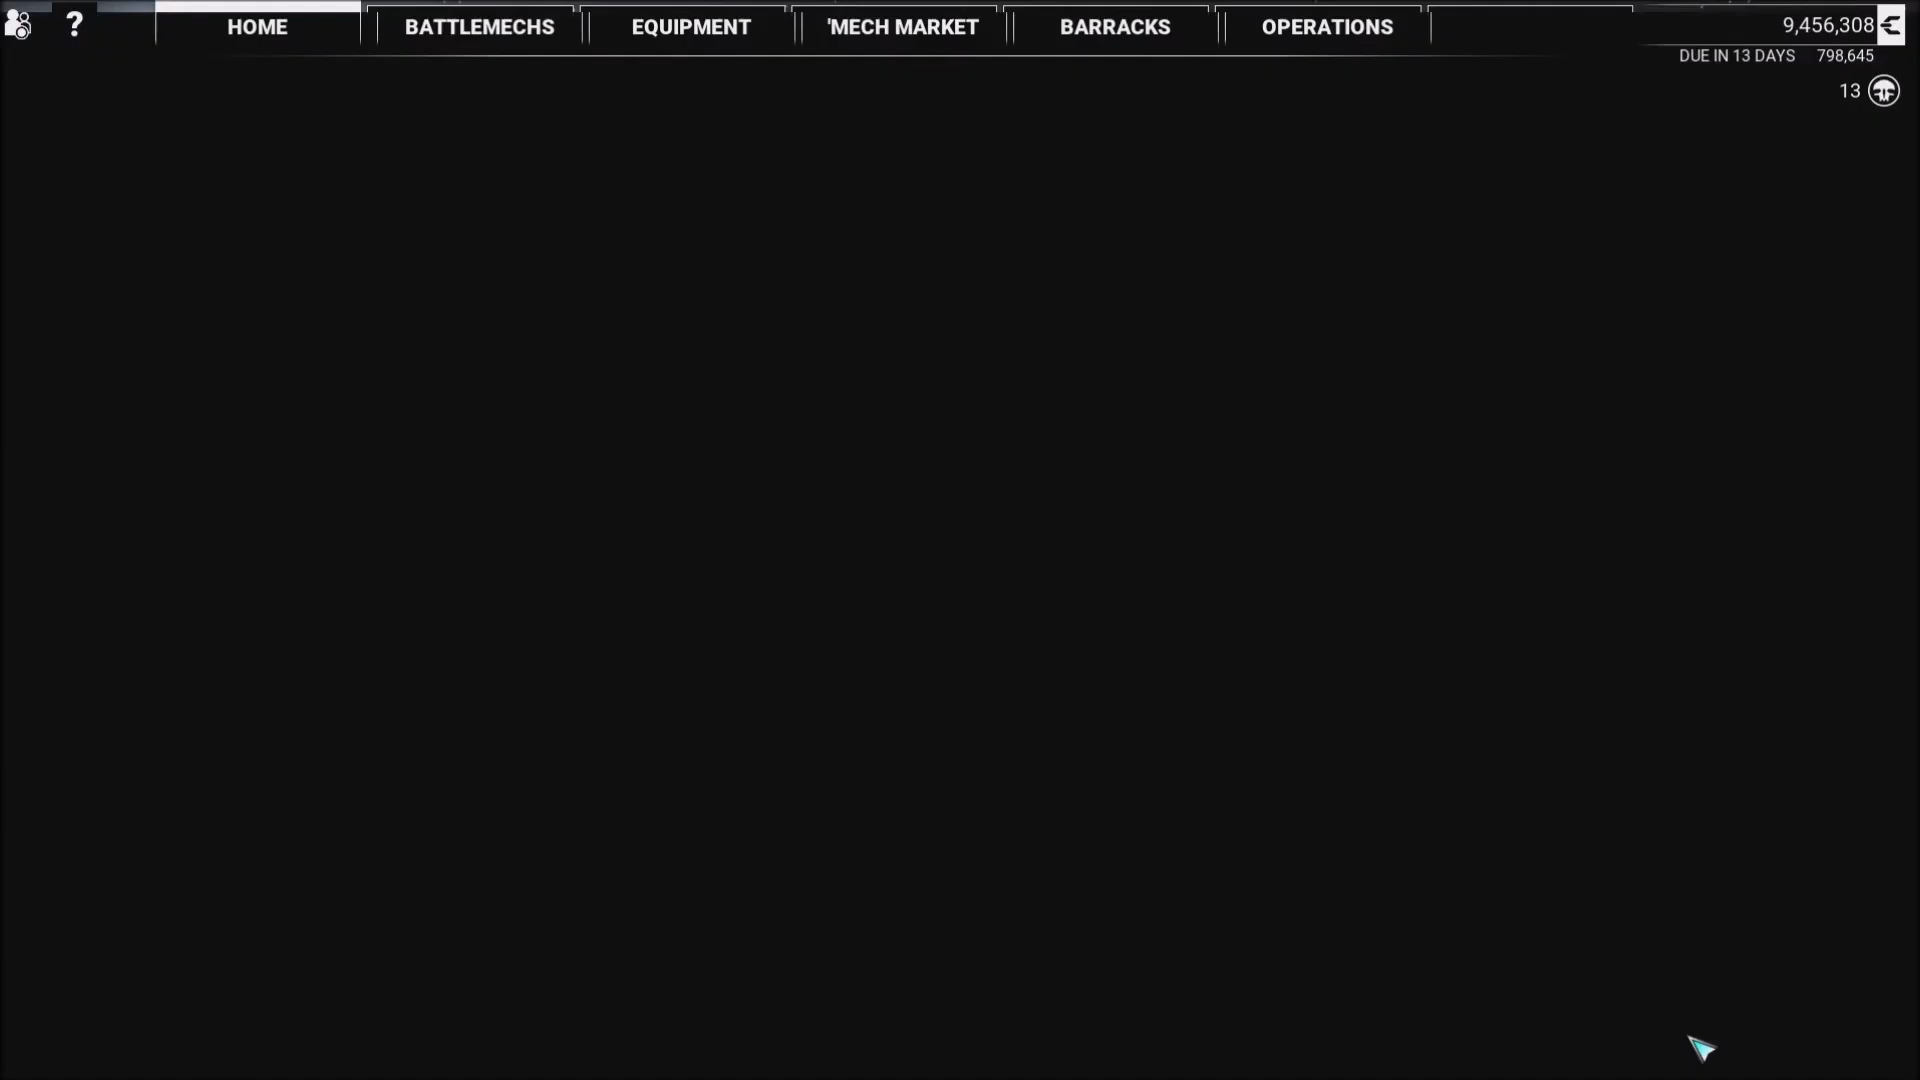 ?
HOME
BATTLEMECHS
EQUIPMENT
'MECH MARKET
BARRACKS
OPERATIONS
9,456,308
DUE IN 13 DAYS 798,645
13